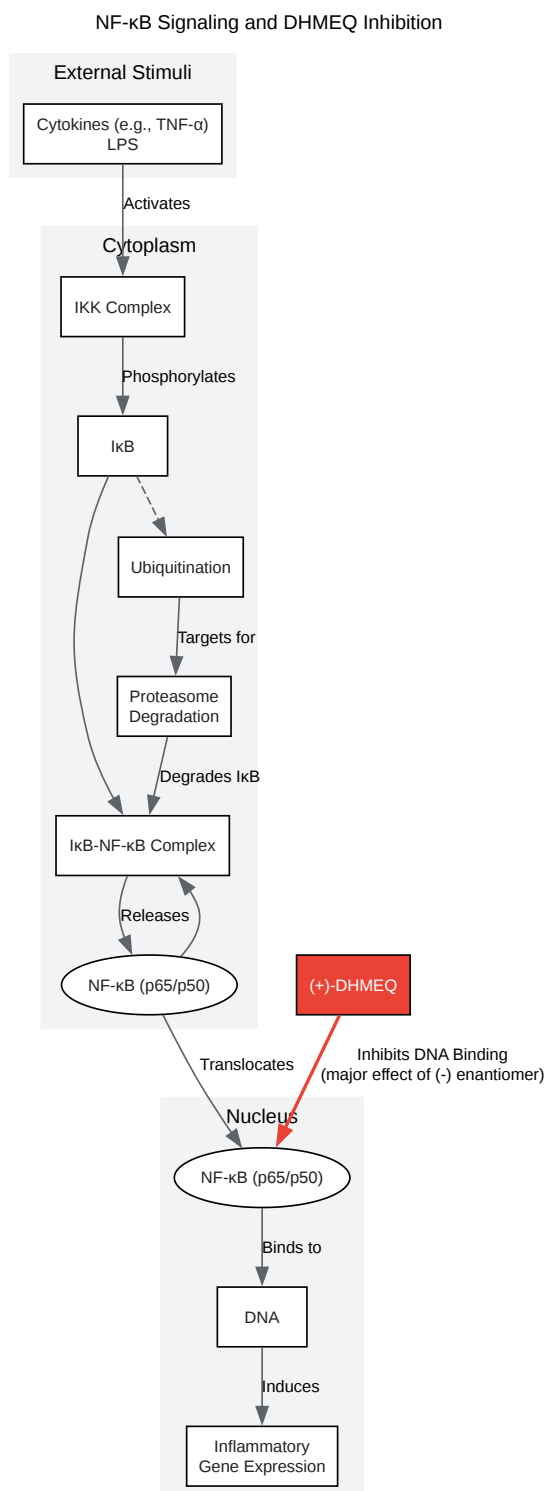 NF-κB Signaling and DHMEQ Inhibition
External Stimuli
Cytokines (e.g., TNF-α)
LPS
Activates
Cytoplasm
IKK Complex
Phosphorylates
IκB
Ubiquitination
Targets for
Proteasome
Degradation
Degrades IκB
IκB-NF-κB Complex
Releases
NF-κB (p65/p50)
(+)-DHMEQ
Translocates
Inhibits DNA Binding
(major effect of (-) enantiomer)
Nucleus
NF-κB (p65/p50)
Binds to
DNA
Induces
Inflammatory
Gene Expression